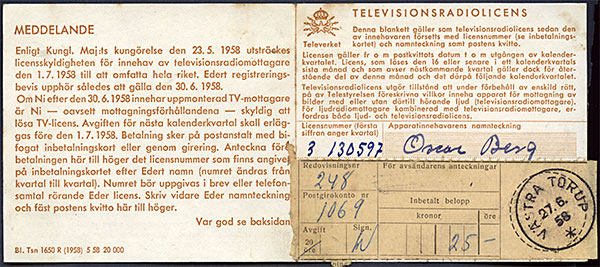 MEDDELANDE
Enligt Kungl. Maj:ts kungörelse den 23.5.1958 utsträckes
licensskyldigheten för innehav av televisionsradiomottagare
den 1.7.1958 till att omfatta hela riket. Edert registrerings-
bevis upphör således att gälla den 30.6.1958.
Om Ni efter den 30.6.1958 innehar uppmonterad TV-mottagare
är Ni — oavsett mottagningsförhållandena — skyldig att
lösa TV-licens. Avgiften för nästa kalenderkvartal skall erläg-
gas före den 1.7.1958. Betalning sker på postanstalt med bi-
fogat inbetalningskort eller genom girering. Anteckna före
betalningen här till höger det licensnummer som finns angivet
på inbetalningskortet efter Edert namn (numret ändras från
kvartal till kvartal). Numret bör uppgivas i brev eller telefon-
samtal rörande Eder licens. Skriv vidare Eder namnteckning
och fäst postens kvitto här till höger.
Var god se baksidan
Bl. Tsn 1650 R (1958) 5 58 20 000
TELEVISIONSRADIOLICENS
Televerket
Denna blankett gäller som televisionsradiolicens sedan den
av innehavaren försetts med licensnummer (se inbetalnings-
kortet) och namnteckning samt postens kvitto.
Licensen gäller from postkvittots datum t om utgången av kalender-
kvartalet. Licens, som lösts den 16 eller senare i ett kalenderkvartals
sista månad och som avser nästkommande kvartal gäller dock för åter-
stående del av denna månad och det därpå följande kalenderkvartalet.
Televisionslicens utgör tillstånd att under förbehåll av enskild rätt,
på av Telestyrelsen föreskrivna villkor inneha apparat för mottagning av
bilder med eller utan därtill hörande ljud (televisionsradiomottagare).
för ljudradiomottagare kombinerad med televisionsradiomottagare, er-
fordras både ljud- och televisionslicens.
Licensnummer (första siffran anger kvartal)
Apparatinnehavarens namnteckning
3 130597 Oscar Berg
Redovisningsnr
För avsändarens anteckningar
248
Postgirokonto nr
1069
Inbetalt belopp
kronor öre
Avgift
20 öre
Sign.
25-
VÄSTRA TORUP
27.6.
58